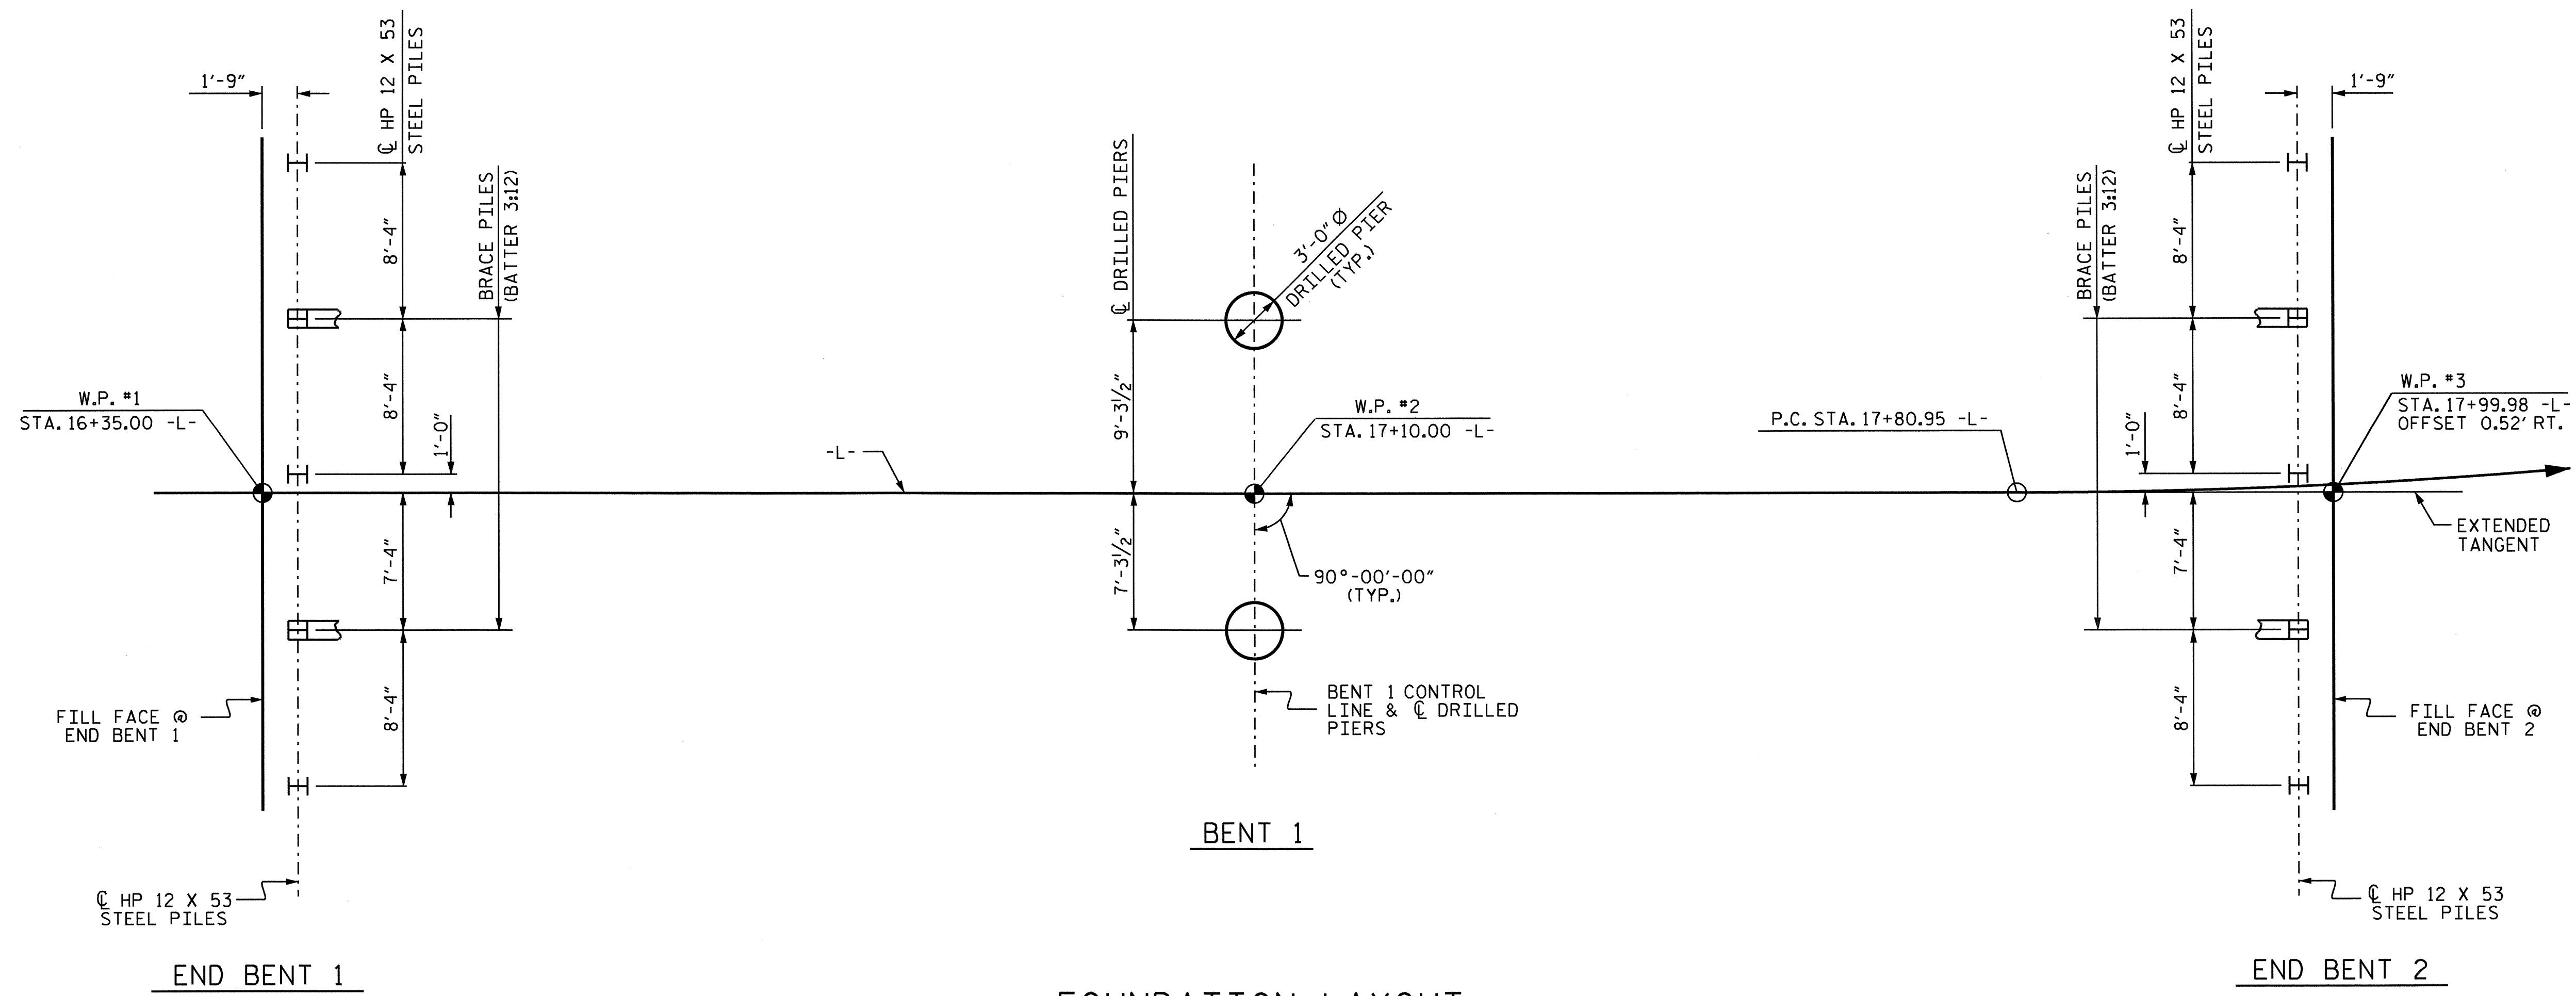 1'-9"
℄ HP 12 X 53
STEEL PILES
BRACE PILES
(BATTER 3:12)
8'-4"
8'-4"
1'-0"
7'-4"
8'-4"
W.P. #1
STA. 16+35.00 -L-
FILL FACE @
END BENT 1
℄ HP 12 X 53
STEEL PILES
END BENT 1
-L-
℄ DRILLED PIERS
3'-0" Ø
DRILLED PIER
(TYP.)
9'-3½"
7'-3½"
W.P. #2
STA. 17+10.00 -L-
90°-00'-00"
(TYP.)
BENT 1 CONTROL
LINE & ℄ DRILLED
PIERS
BENT 1
P.C. STA. 17+80.95 -L-
℄ HP 12 X 53
STEEL PILES
1'-9"
BRACE PILES
(BATTER 3:12)
8'-4"
8'-4"
1'-0"
7'-4"
8'-4"
W.P. #3
STA. 17+99.98 -L-
OFFSET 0.52' RT.
EXTENDED
TANGENT
FILL FACE @
END BENT 2
℄ HP 12 X 53
STEEL PILES
END BENT 2
FOUNDATION LAYOUT